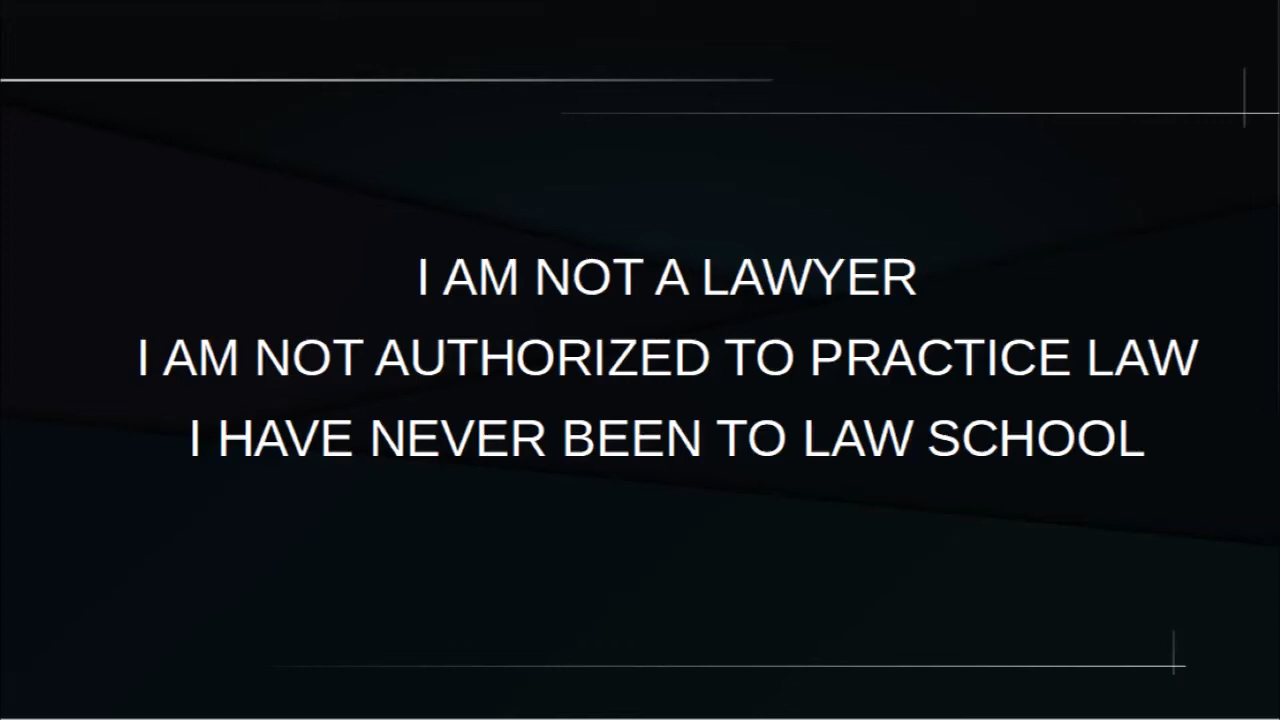 I AM NOT A LAWYER
I AM NOT AUTHORIZED TO PRACTICE LAW
I HAVE NEVER BEEN TO LAW SCHOOL